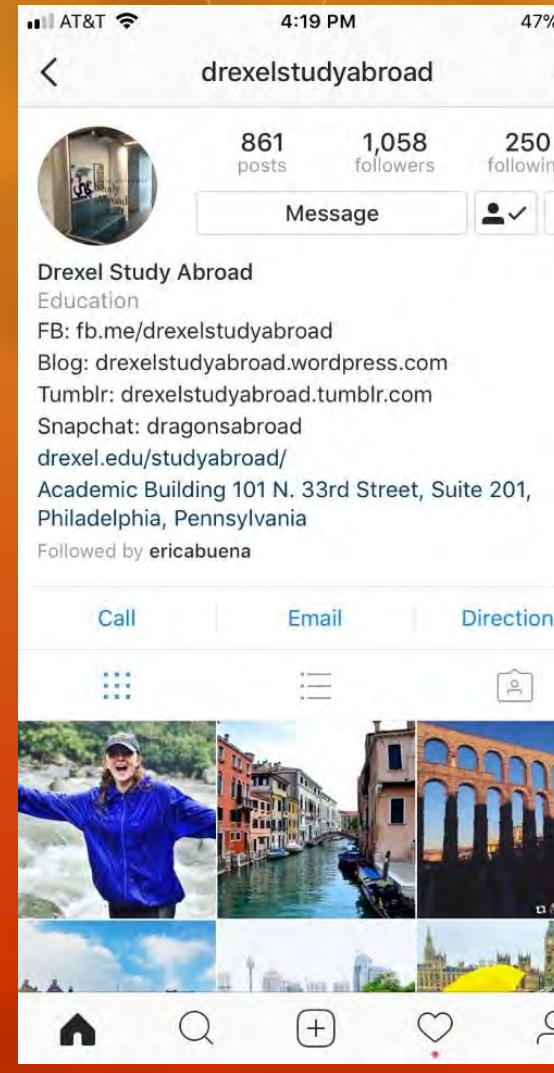 AT&T 4:19 PM 47%
drexelstudyabroad
861 1,058 250
posts followers followin
Message
Drexel Study Abroad
Education
FB: fb.me/drexelstudyabroad
Blog: drexelstudyabroad.wordpress.com
Tumblr: drexelstudyabroad.tumblr.com
Snapchat: dragonsabroad
drexel.edu/studyabroad/
Academic Building 101 N. 33rd Street, Suite 201,
Philadelphia, Pennsylvania
Followed by ericabuena
Call Email Direction